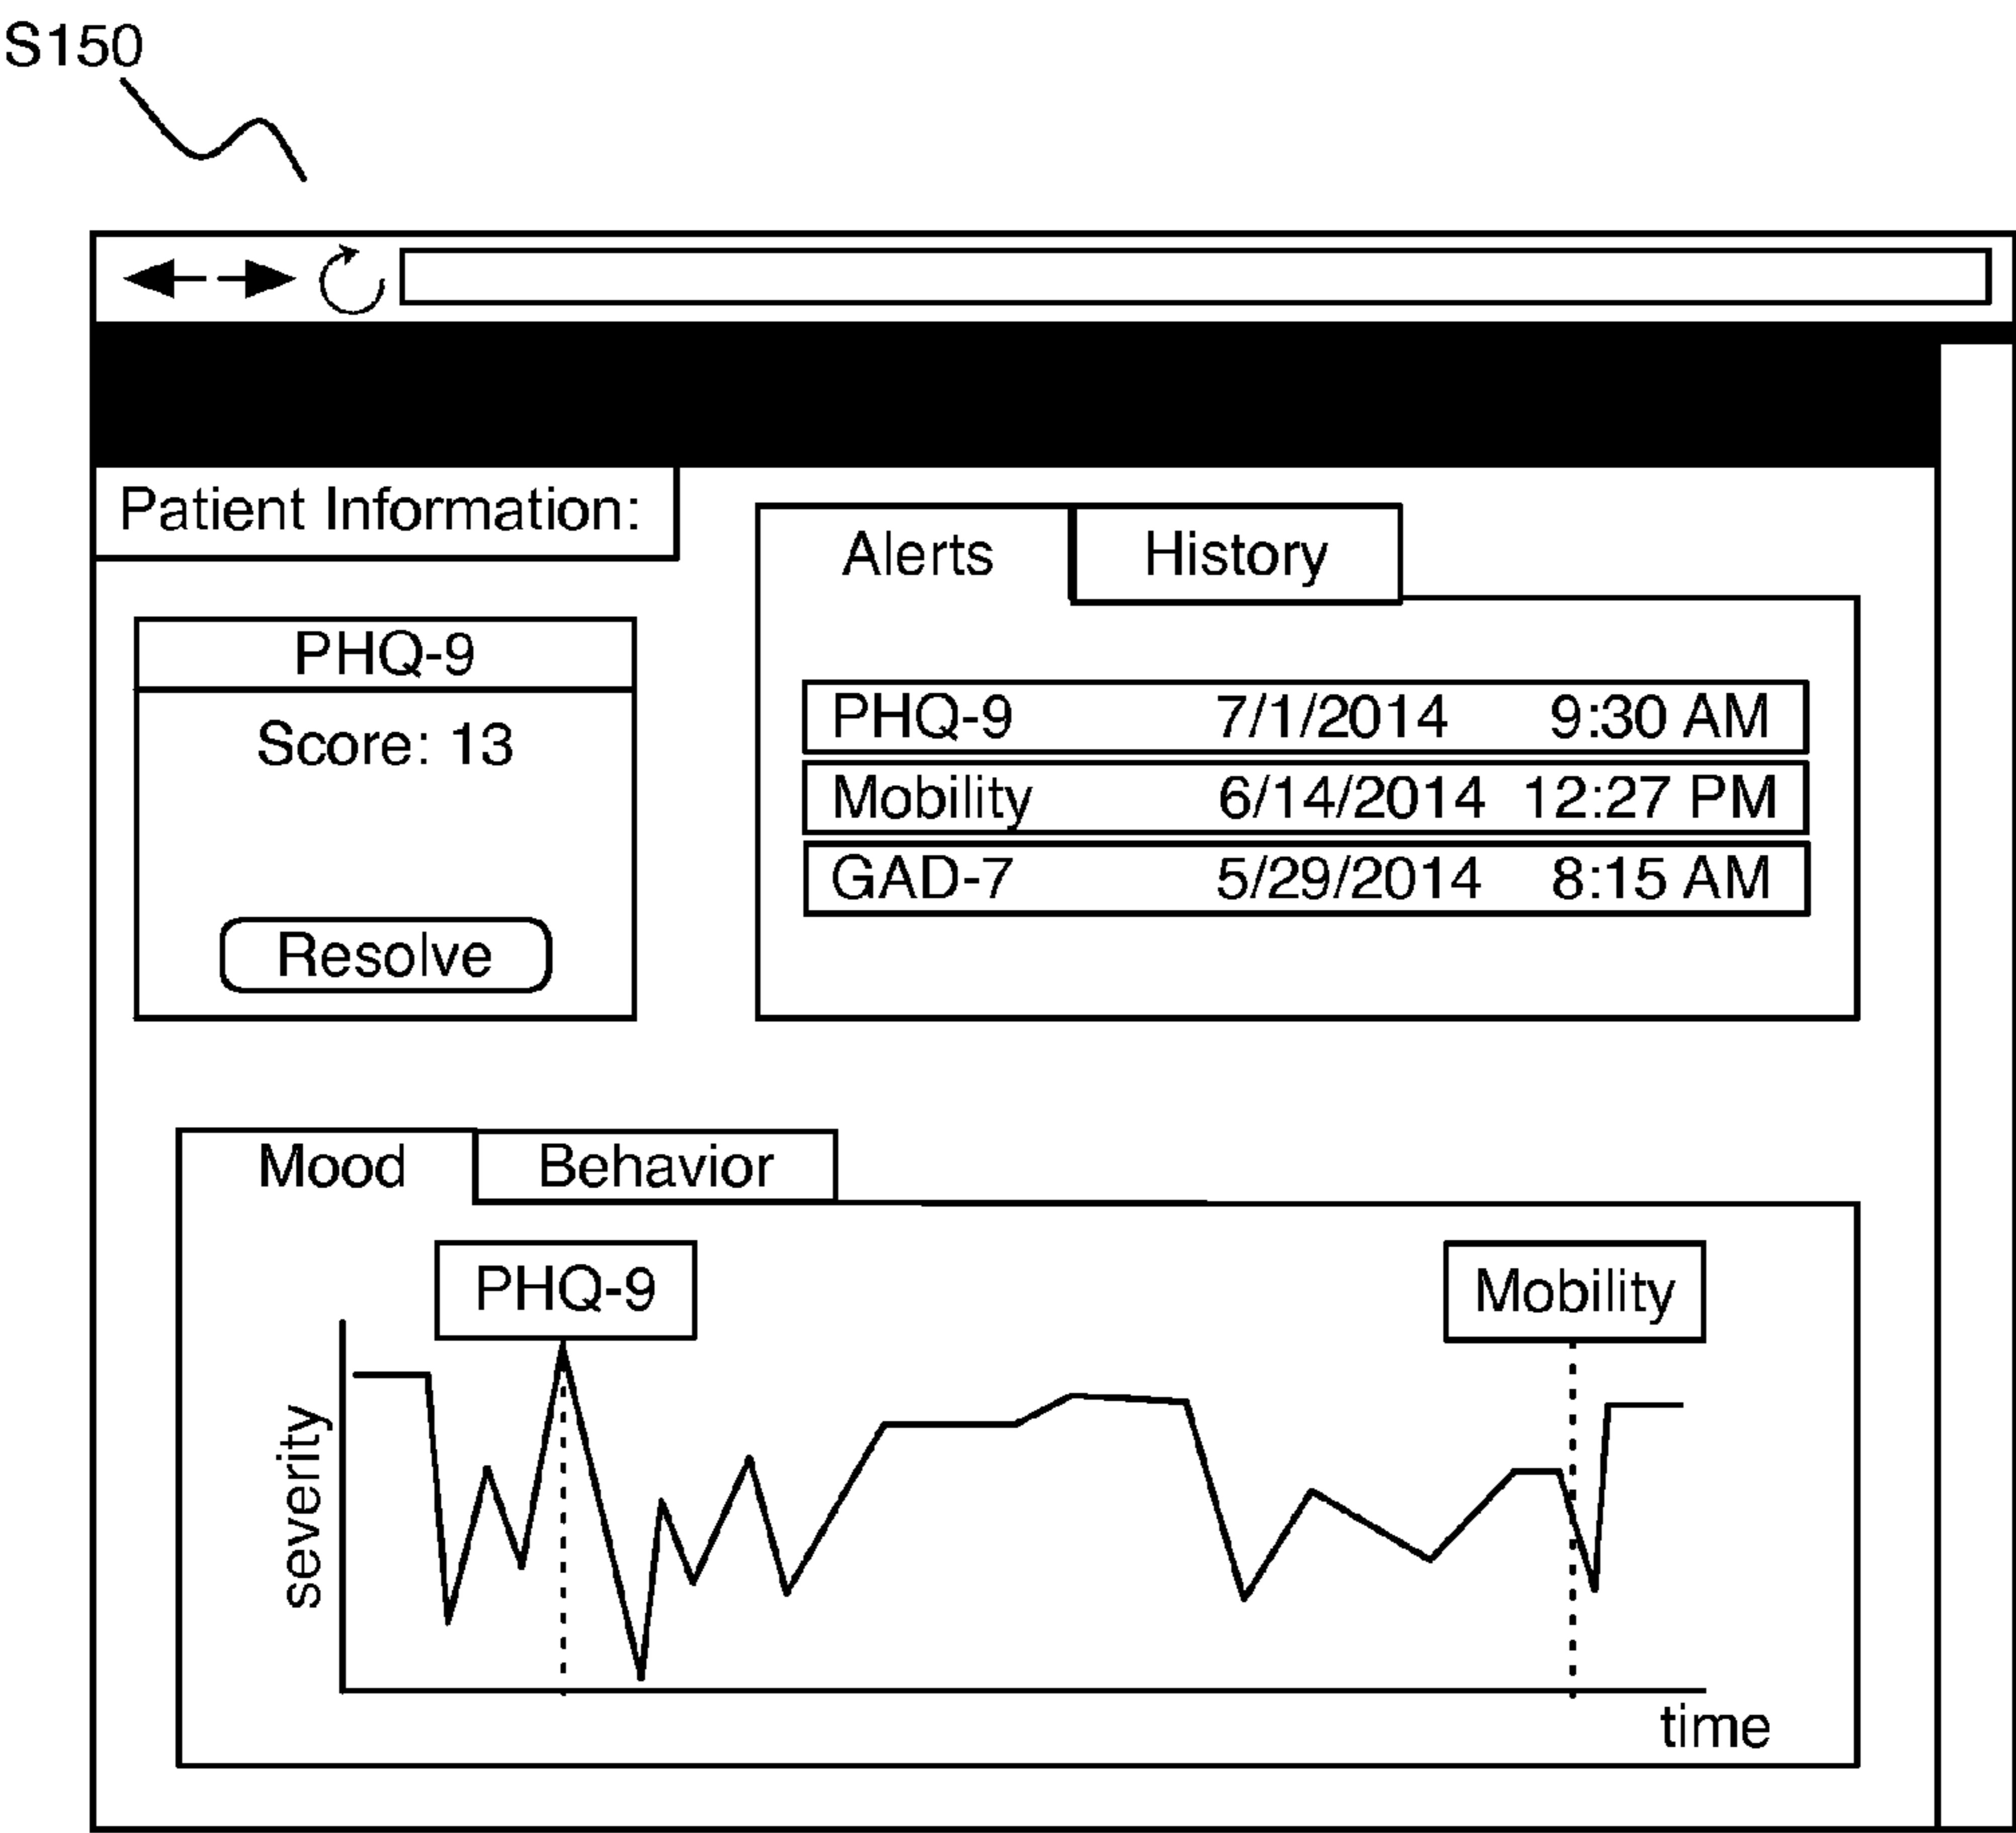 S150
Patient Information:
PHQ-9
Score: 13
Resolve
Alerts
History
PHQ-9 7/1/2014 9:30 AM
Mobility 6/14/2014 12:27 PM
GAD-7 5/29/2014 8:15 AM
Mood
Behavior
PHQ-9
Mobility
severity
time